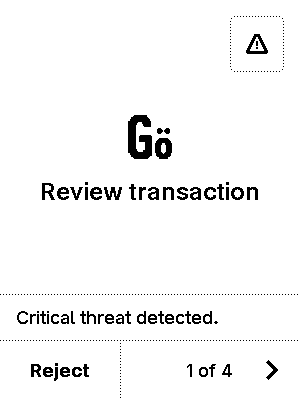 Gö
Review transaction
Critical threat detected.
Reject
1 of 4